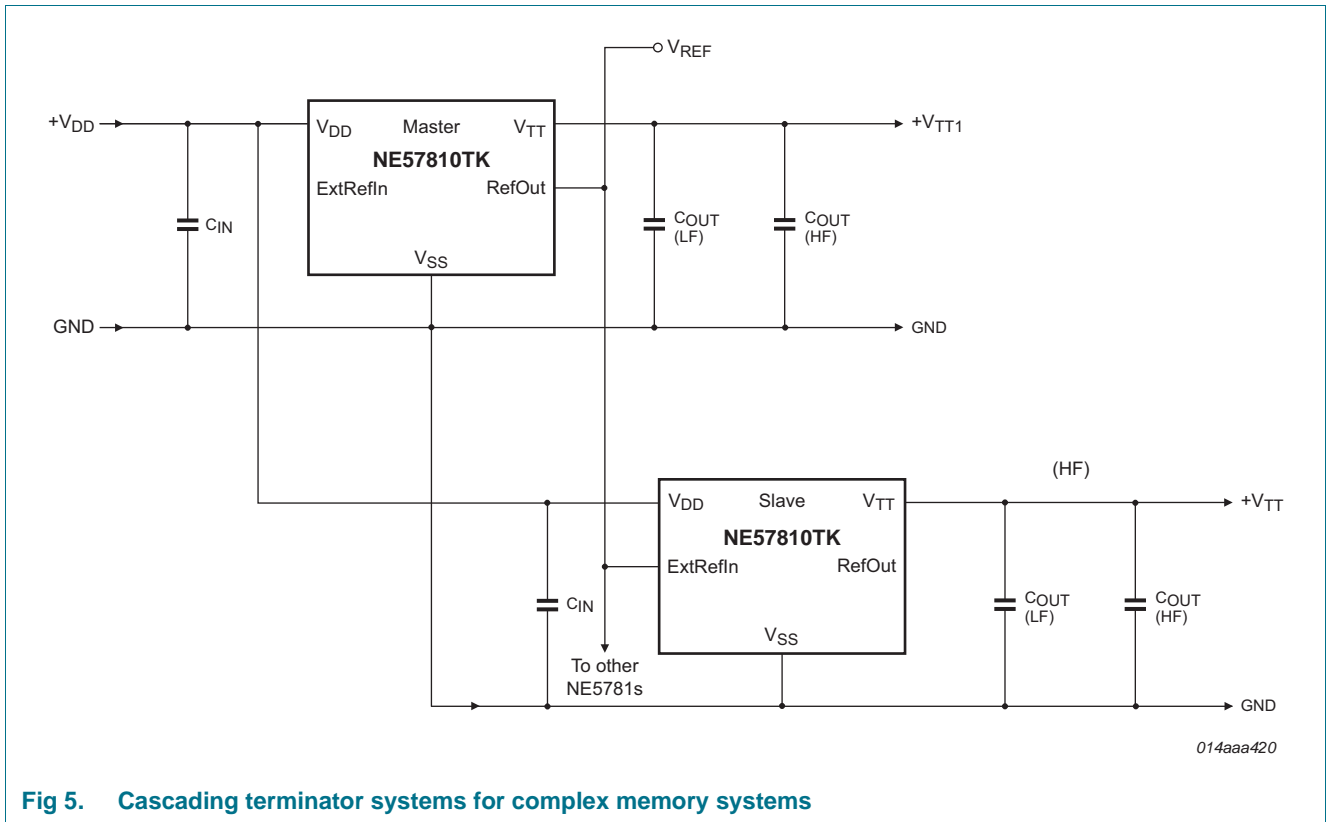 VREF
+VDD
VDD Master VTT
+VTT1
NE57810TK
ExtRefIn RefOut
CIN
COUT
(LF)
COUT
(HF)
VSS
GND
GND
(HF)
VDD Slave VTT
+VTT
NE57810TK
ExtRefIn RefOut
CIN
COUT
(LF)
COUT
(HF)
VSS
To other
NE5781s
GND
014aaa420
Fig 5. Cascading terminator systems for complex memory systems